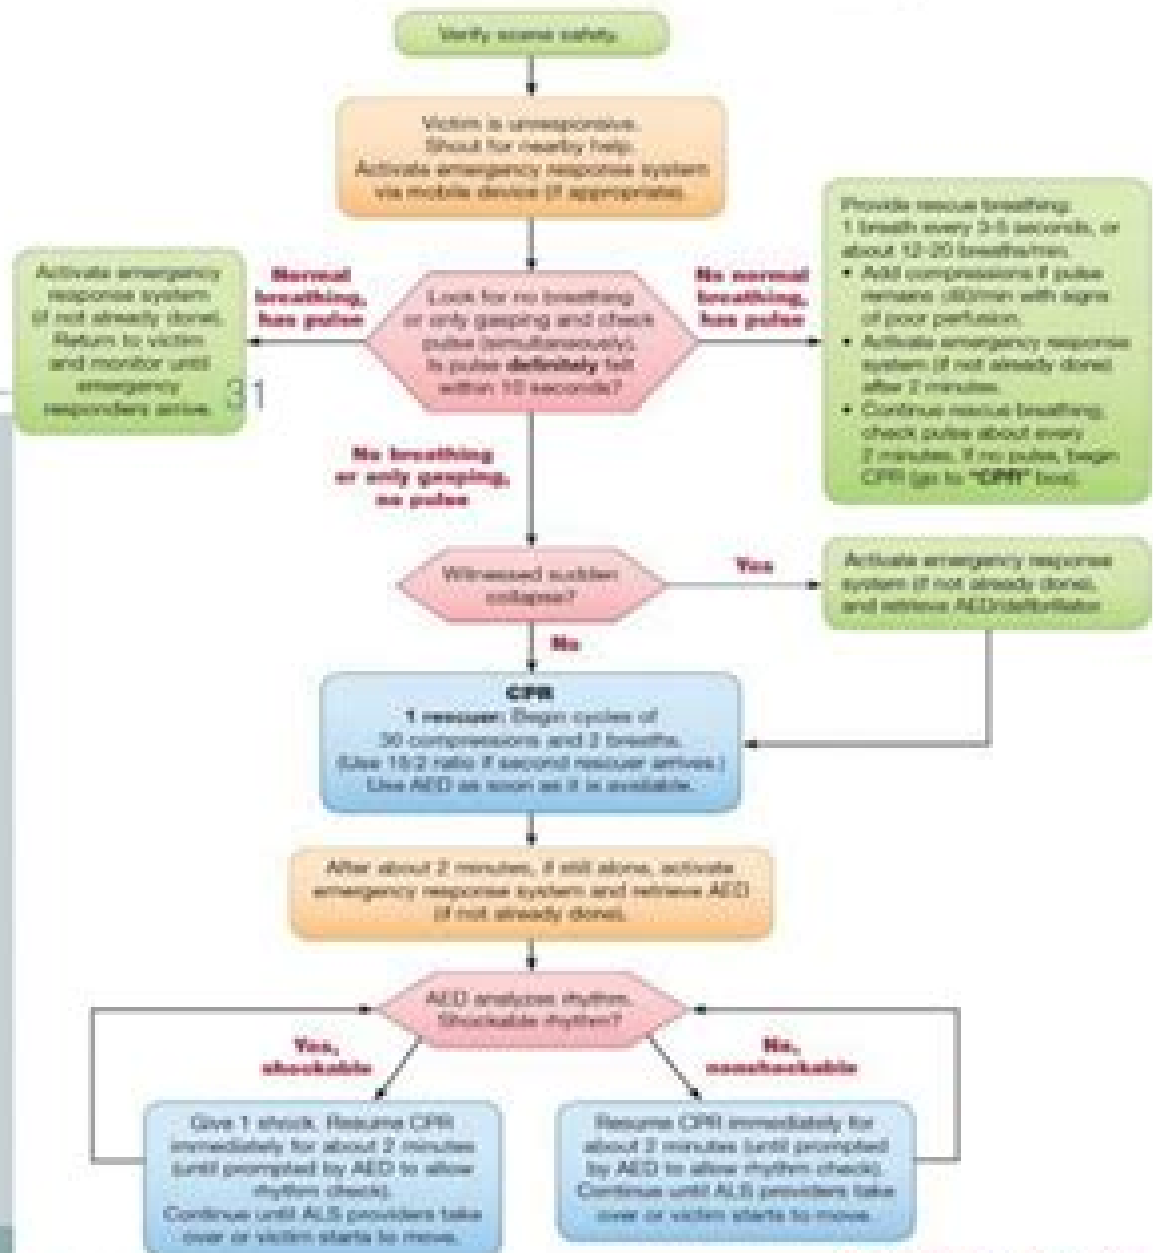 Verify scene safety.
Victim is unresponsive.
Shout for nearby help.
Activate emergency response system
via mobile device (if appropriate).
Activate emergency
response system
(if not already done).
Return to victim
and monitor until
emergency
responders arrive.
31
Normal
breathing,
has pulse
Look for no breathing
or only gasping and check
pulse (simultaneously).
Is pulse definitely felt
within 10 seconds?
No normal
breathing,
has pulse
Provide rescue breathing:
1 breath every 3-5 seconds, or
about 12-20 breaths/min.
• Add compressions if pulse
remains ≤60/min with signs
of poor perfusion.
• Activate emergency response
system (if not already done)
after 2 minutes.
• Continue rescue breathing;
check pulse about every
2 minutes. If no pulse, begin
CPR (go to "CPR" box).
No breathing
or only gasping,
no pulse
Witnessed sudden
collapse?
Yes
Activate emergency response
system (if not already done),
and retrieve AED/defibrillator
No
CPR
1 rescuer: Begin cycles of
30 compressions and 2 breaths.
(Use 15:2 ratio if second rescuer arrives.)
Use AED as soon as it is available.
After about 2 minutes, if still alone, activate
emergency response system and retrieve AED
(if not already done).
AED analyzes rhythm.
Shockable rhythm?
Yes,
shockable
No,
nonshockable
Give 1 shock. Resume CPR
immediately for about 2 minutes
(until prompted by AED to allow
rhythm check).
Continue until ALS providers take
over or victim starts to move.
Resume CPR immediately for
about 2 minutes (until prompted
by AED to allow rhythm check).
Continue until ALS providers take
over or victim starts to move.